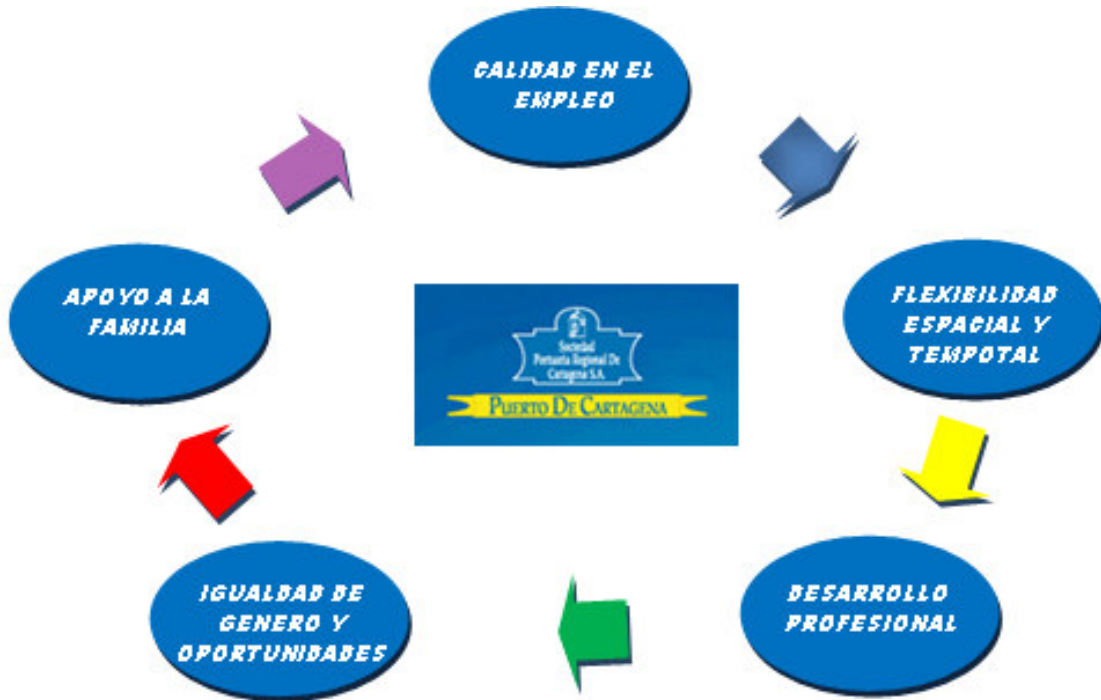 CALIDAD EN EL
EMPLEO
FLEXIBILIDAD
ESPACIAL Y
TEMPOTAL
DESARROLLO
PROFESIONAL
IGUALDAD DE
GENERO Y
OPORTUNIDADES
APOYO A LA
FAMILIA
Sociedad
Portuaria Regional De
Cartagena S.A.
PUERTO DE CARTAGENA